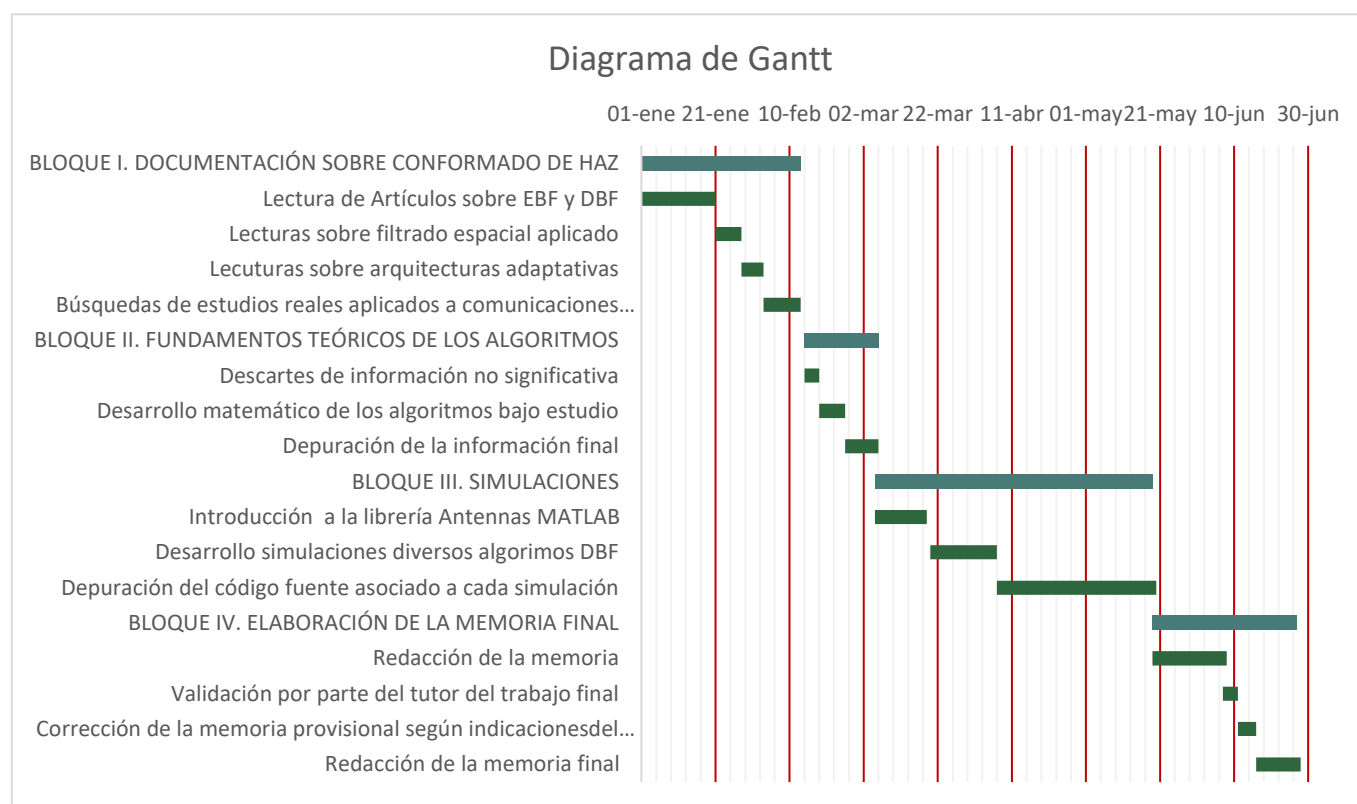 Diagrama de Gantt
01-ene 21-ene 10-feb 02-mar 22-mar 11-abr 01-may 21-may 10-jun 30-jun
BLOQUE I. DOCUMENTACIÓN SOBRE CONFORMADO DE HAZ
Lectura de Artículos sobre EBF y DBF
Lecturas sobre filtrado espacial aplicado
Lecuturas sobre arquitecturas adaptativas
Búsquedas de estudios reales aplicados a comunicaciones...
BLOQUE II. FUNDAMENTOS TEÓRICOS DE LOS ALGORITMOS
Descartes de información no significativa
Desarrollo matemático de los algoritmos bajo estudio
Depuración de la información final
BLOQUE III. SIMULACIONES
Introducción  a la librería Antennas MATLAB
Desarrollo simulaciones diversos algorimos DBF
Depuración del código fuente asociado a cada simulación
BLOQUE IV. ELABORACIÓN DE LA MEMORIA FINAL
Redacción de la memoria
Validación por parte del tutor del trabajo final
Corrección de la memoria provisional según indicacionesdel...
Redacción de la memoria final